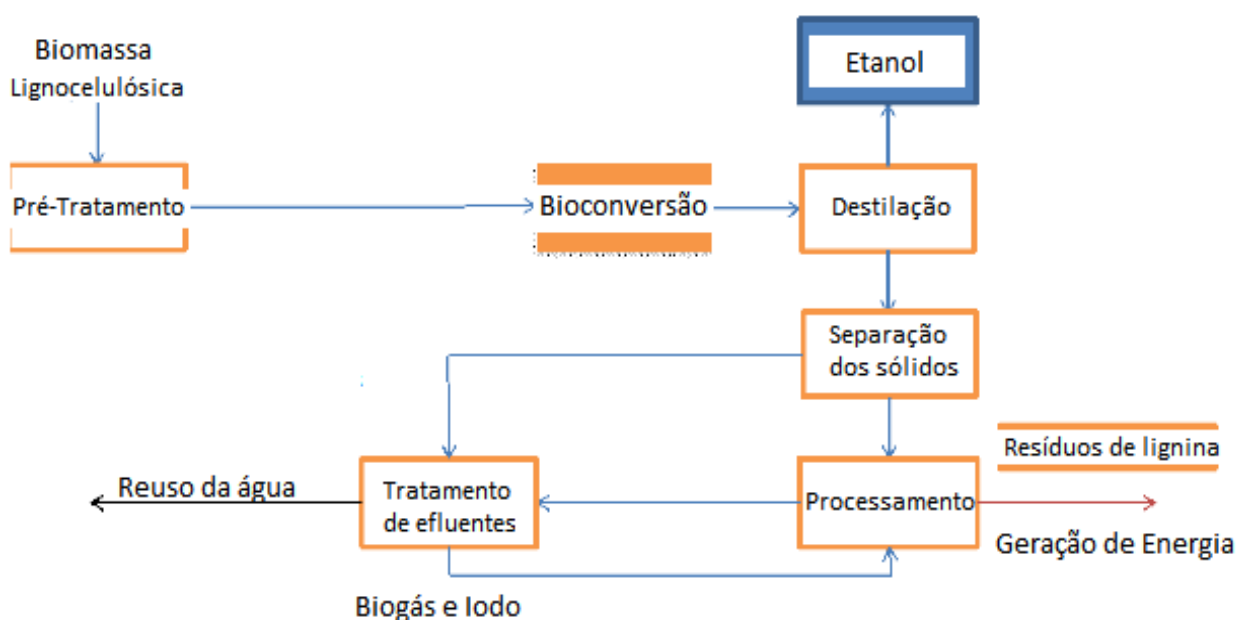 Biomassa
Lignocelulósica
Etanol
Pré-Tratamento
Bioconversão
Destilação
Separação
dos sólidos
Resíduos de lignina
Reuso da água
Tratamento
de efluentes
Processamento
Geração de Energia
Biogás e lodo